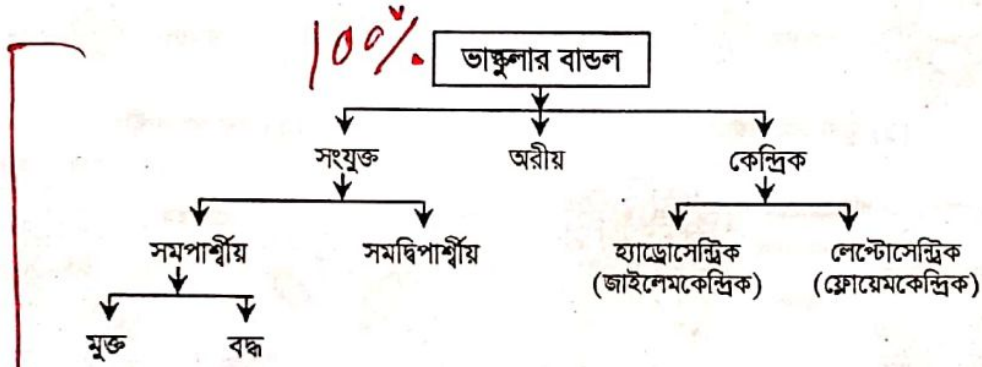 100%
ভাস্কুলার বান্ডল
সংযুক্ত অরীয় কেন্দ্রিক
সমপার্শ্বীয় সমদ্বিপার্শ্বীয় হ্যাড্রোসেন্ট্রিক লেপ্টোসেন্ট্রিক
(জাইলেমকেন্দ্রিক) (ফ্লোয়েমকেন্দ্রিক)
মুক্ত বদ্ধ